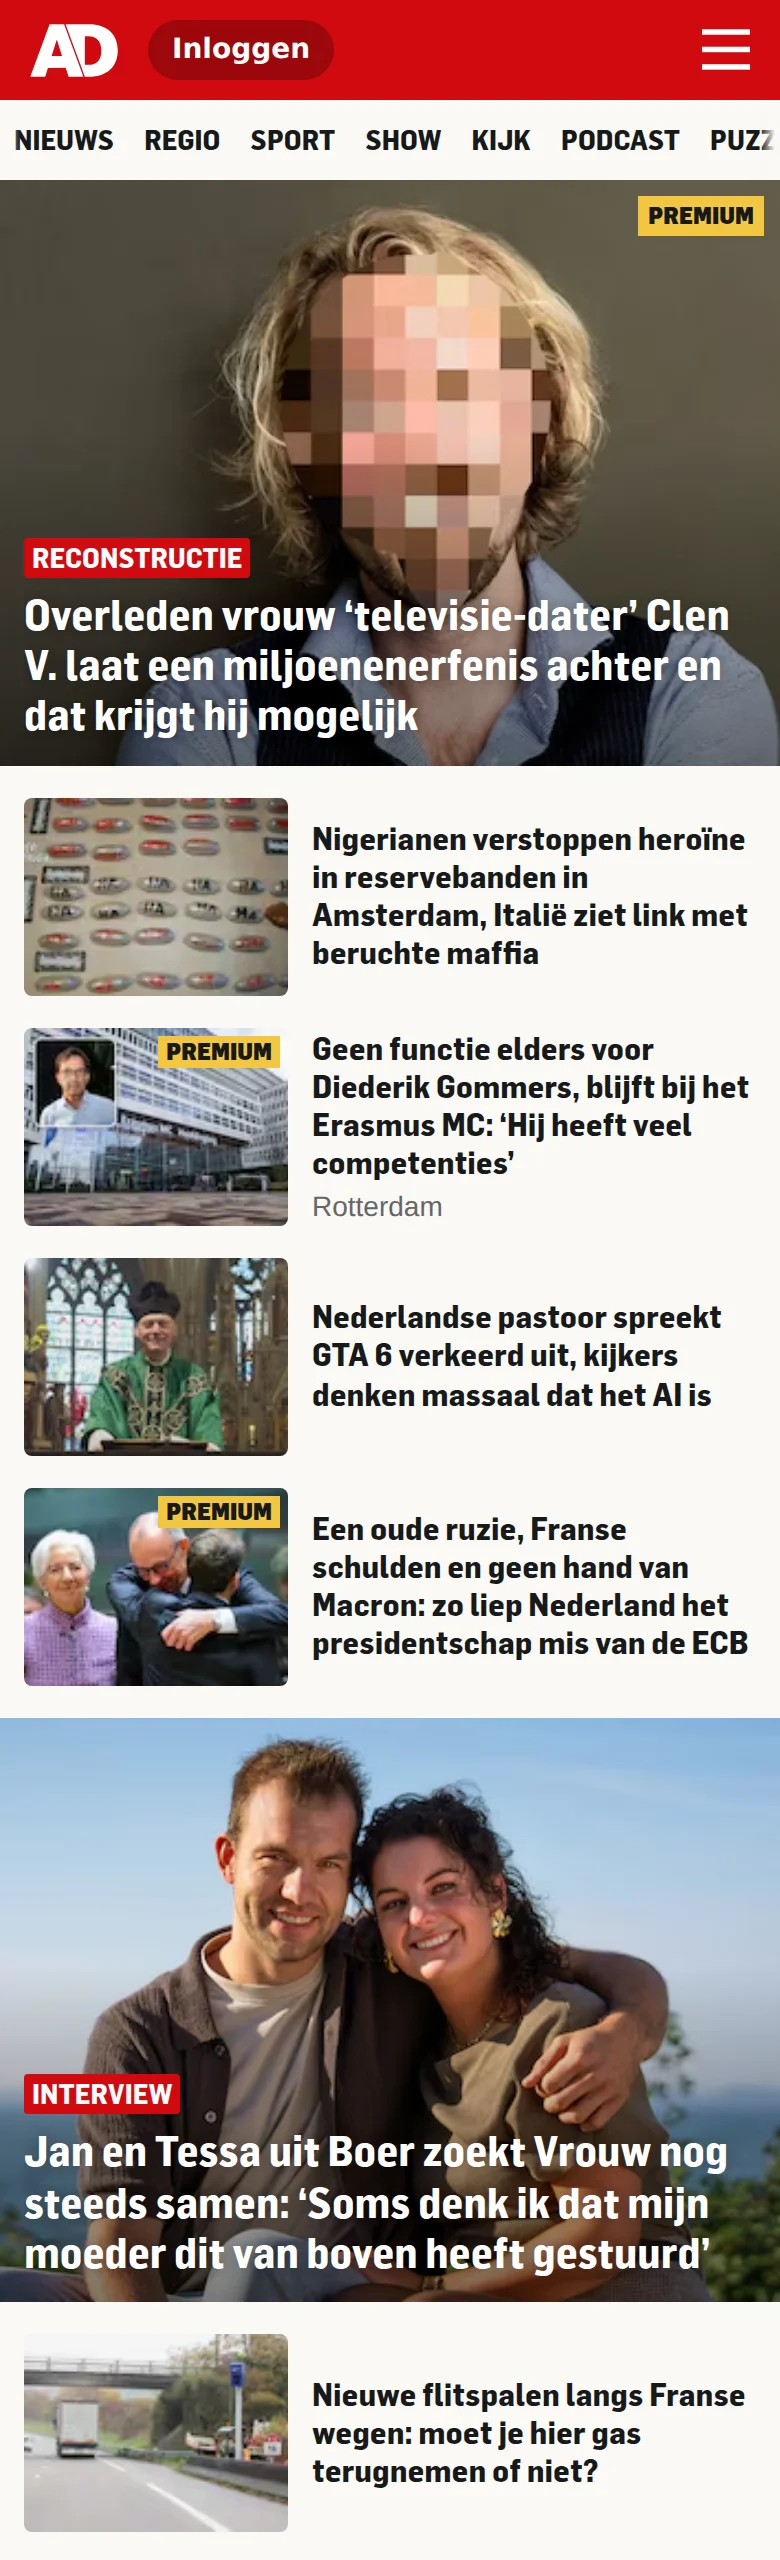 AD
Inloggen
NIEUWS REGIO SPORT SHOW KIJK PODCAST PUZZ
PREMIUM
RECONSTRUCTIE
Overleden vrouw ‘televisie-dater’ Clen
V. laat een miljoenenerfenis achter en
dat krijgt hij mogelijk
Nigerianen verstoppen heroïne
in reservebanden in
Amsterdam, Italië ziet link met
beruchte maffia
PREMIUM
Geen functie elders voor
Diederik Gommers, blijft bij het
Erasmus MC: ‘Hij heeft veel
competenties’
Rotterdam
Nederlandse pastoor spreekt
GTA 6 verkeerd uit, kijkers
denken massaal dat het AI is
PREMIUM
Een oude ruzie, Franse
schulden en geen hand van
Macron: zo liep Nederland het
presidentschap mis van de ECB
INTERVIEW
Jan en Tessa uit Boer zoekt Vrouw nog
steeds samen: ‘Soms denk ik dat mijn
moeder dit van boven heeft gestuurd’
Nieuwe flitspalen langs Franse
wegen: moet je hier gas
terugnemen of niet?